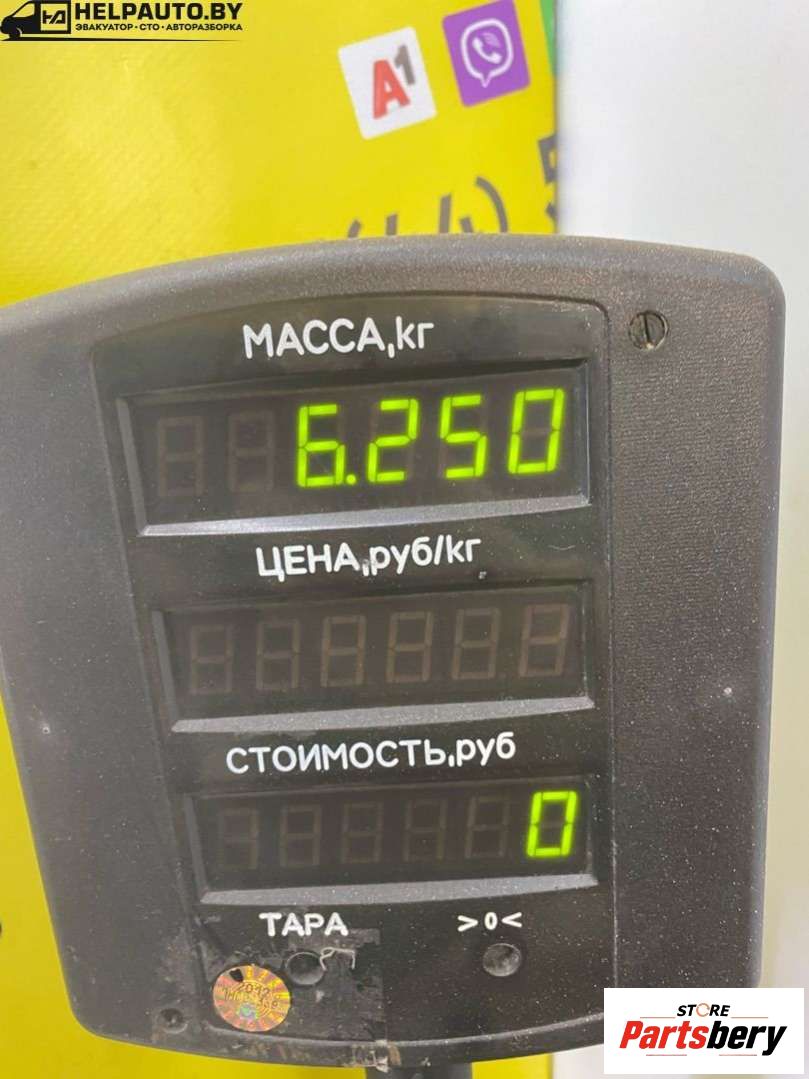 HELPAUTO.BY
ЭВАКУАТОР • СТО • АВТОРАЗБОРКА
A1
МАССА,кг
6.250
ЦЕНА,руб/кг
СТОИМОСТЬ,руб
0
ТАРА >0<
STORE
Partsbery